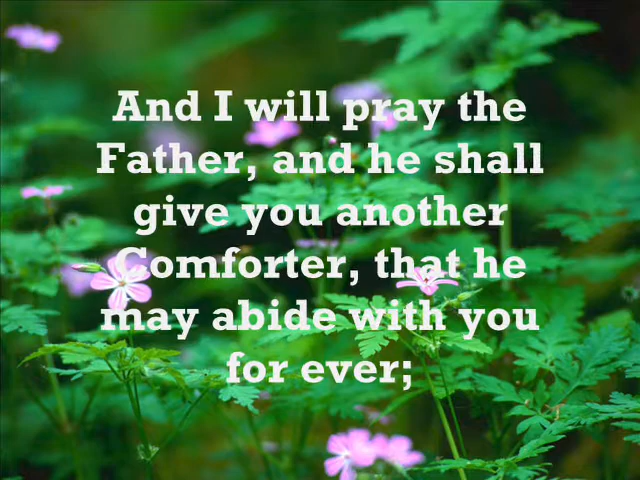 And I will pray the
Father, and he shall
give you another
Comforter, that he
may abide with you
for ever;